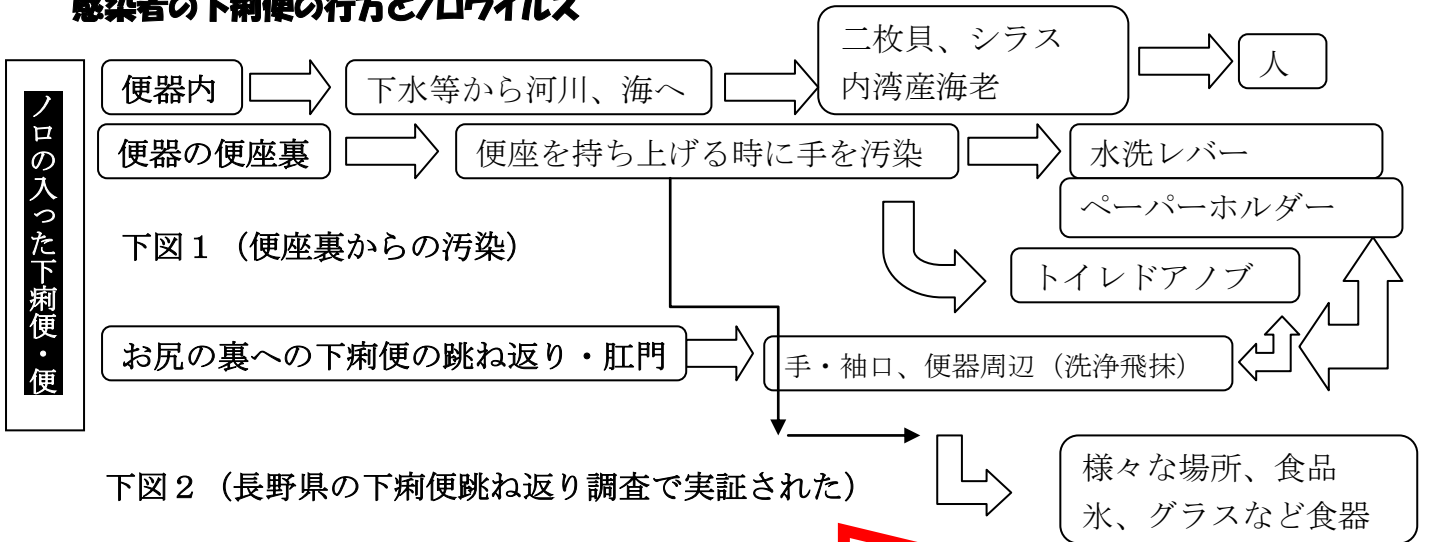 感染者の下痢便の行方とノロウイルス
ノロの入った下痢便・便
便器内
下水等から河川、海へ
二枚貝、シラス
内湾産海老
人
便器の便座裏
便座を持ち上げる時に手を汚染
水洗レバー
ペーパーホルダー
下図１（便座裏からの汚染）
トイレドアノブ
お尻の裏への下痢便の跳ね返り・肛門
手・袖口、便器周辺（洗浄飛抹）
下図２（長野県の下痢便跳ね返り調査で実証された）
様々な場所、食品
氷、グラスなど食器